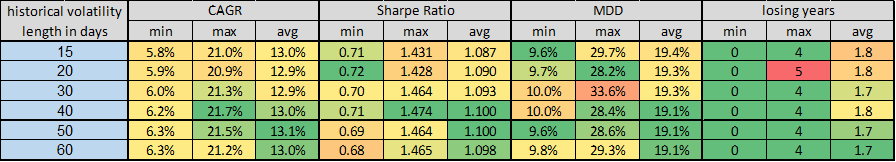 historical volatility length in days CAGR Sharpe Ratio MDD losing years
min max avg min max avg min max avg min max avg
15 5.8% 21.0% 13.0% 0.71 1.431 1.087 9.6% 29.7% 19.4% 0 4 1.8
20 5.9% 20.9% 12.9% 0.72 1.428 1.090 9.7% 28.2% 19.3% 0 5 1.8
30 6.0% 21.3% 12.9% 0.70 1.464 1.093 10.0% 33.6% 19.3% 0 4 1.7
40 6.2% 21.7% 13.0% 0.71 1.474 1.100 10.0% 28.4% 19.1% 0 4 1.8
50 6.3% 21.5% 13.1% 0.69 1.464 1.100 9.6% 28.6% 19.1% 0 4 1.7
60 6.3% 21.2% 13.0% 0.68 1.465 1.098 9.8% 29.3% 19.1% 0 4 1.7